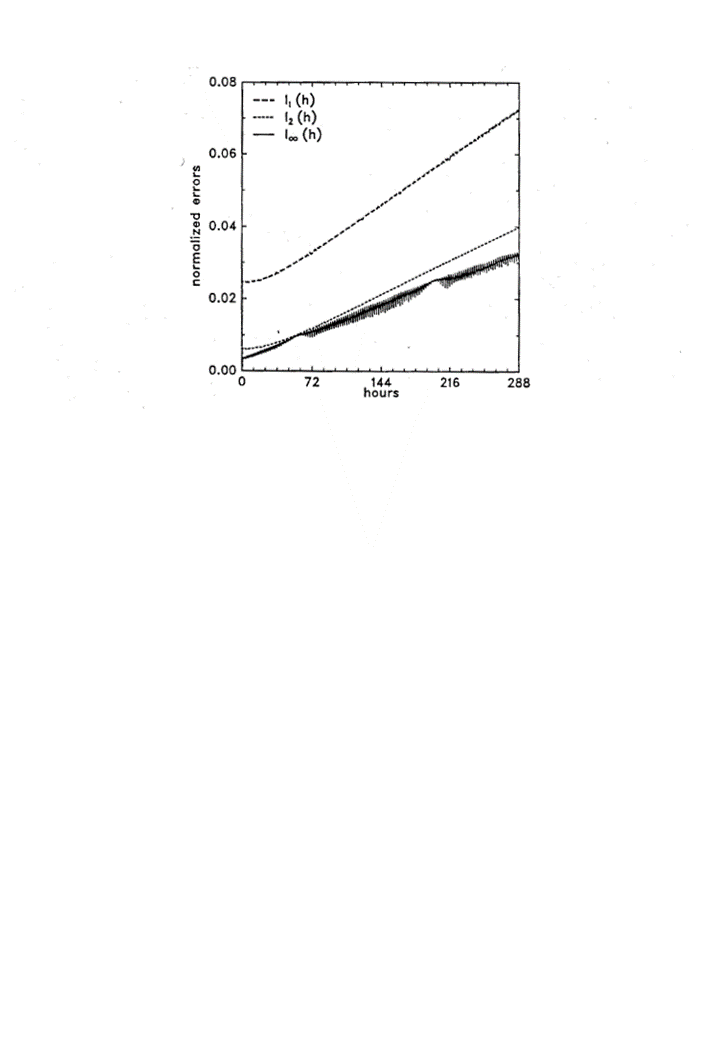 0.08
l₁ (h)
l₂ (h)
l∞ (h)
0.06
0.04
0.02
0.00
normalized errors
0 72 144 216 288
hours